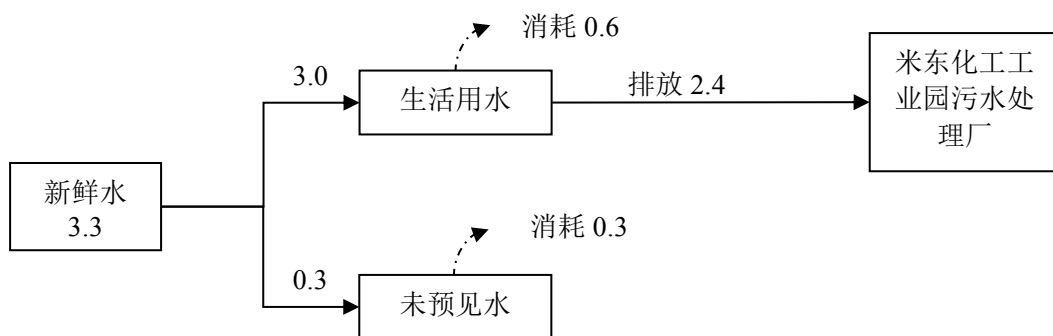 消耗 0.6
3.0
生活用水
排放 2.4
米东化工工
业园污水处
理厂
新鲜水
3.3
消耗 0.3
0.3
未预见水